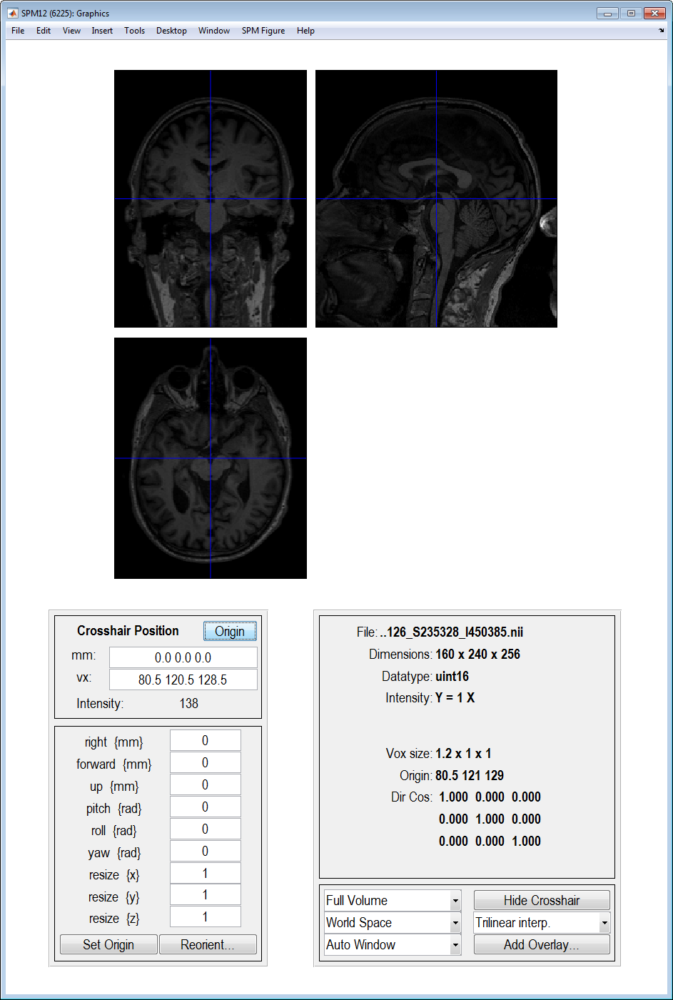 SPM12 (6225): Graphics
File Edit View Insert Tools Desktop Window SPM Figure Help
Crosshair Position Origin
mm: 0.0 0.0 0.0
vx: 80.5 120.5 128.5
Intensity: 138
right {mm} 0
forward {mm} 0
up {mm} 0
pitch {rad} 0
roll {rad} 0
yaw {rad} 0
resize {x} 1
resize {y} 1
resize {z} 1
Set Origin Reorient...
File: ..126_S235328_I450385.nii
Dimensions: 160 x 240 x 256
Datatype: uint16
Intensity: Y = 1 X
Vox size: 1.2 x 1 x 1
Origin: 80.5 121 129
Dir Cos: 1.000 0.000 0.000
0.000 1.000 0.000
0.000 0.000 1.000
Full Volume Hide Crosshair
World Space Trilinear interp.
Auto Window Add Overlay...